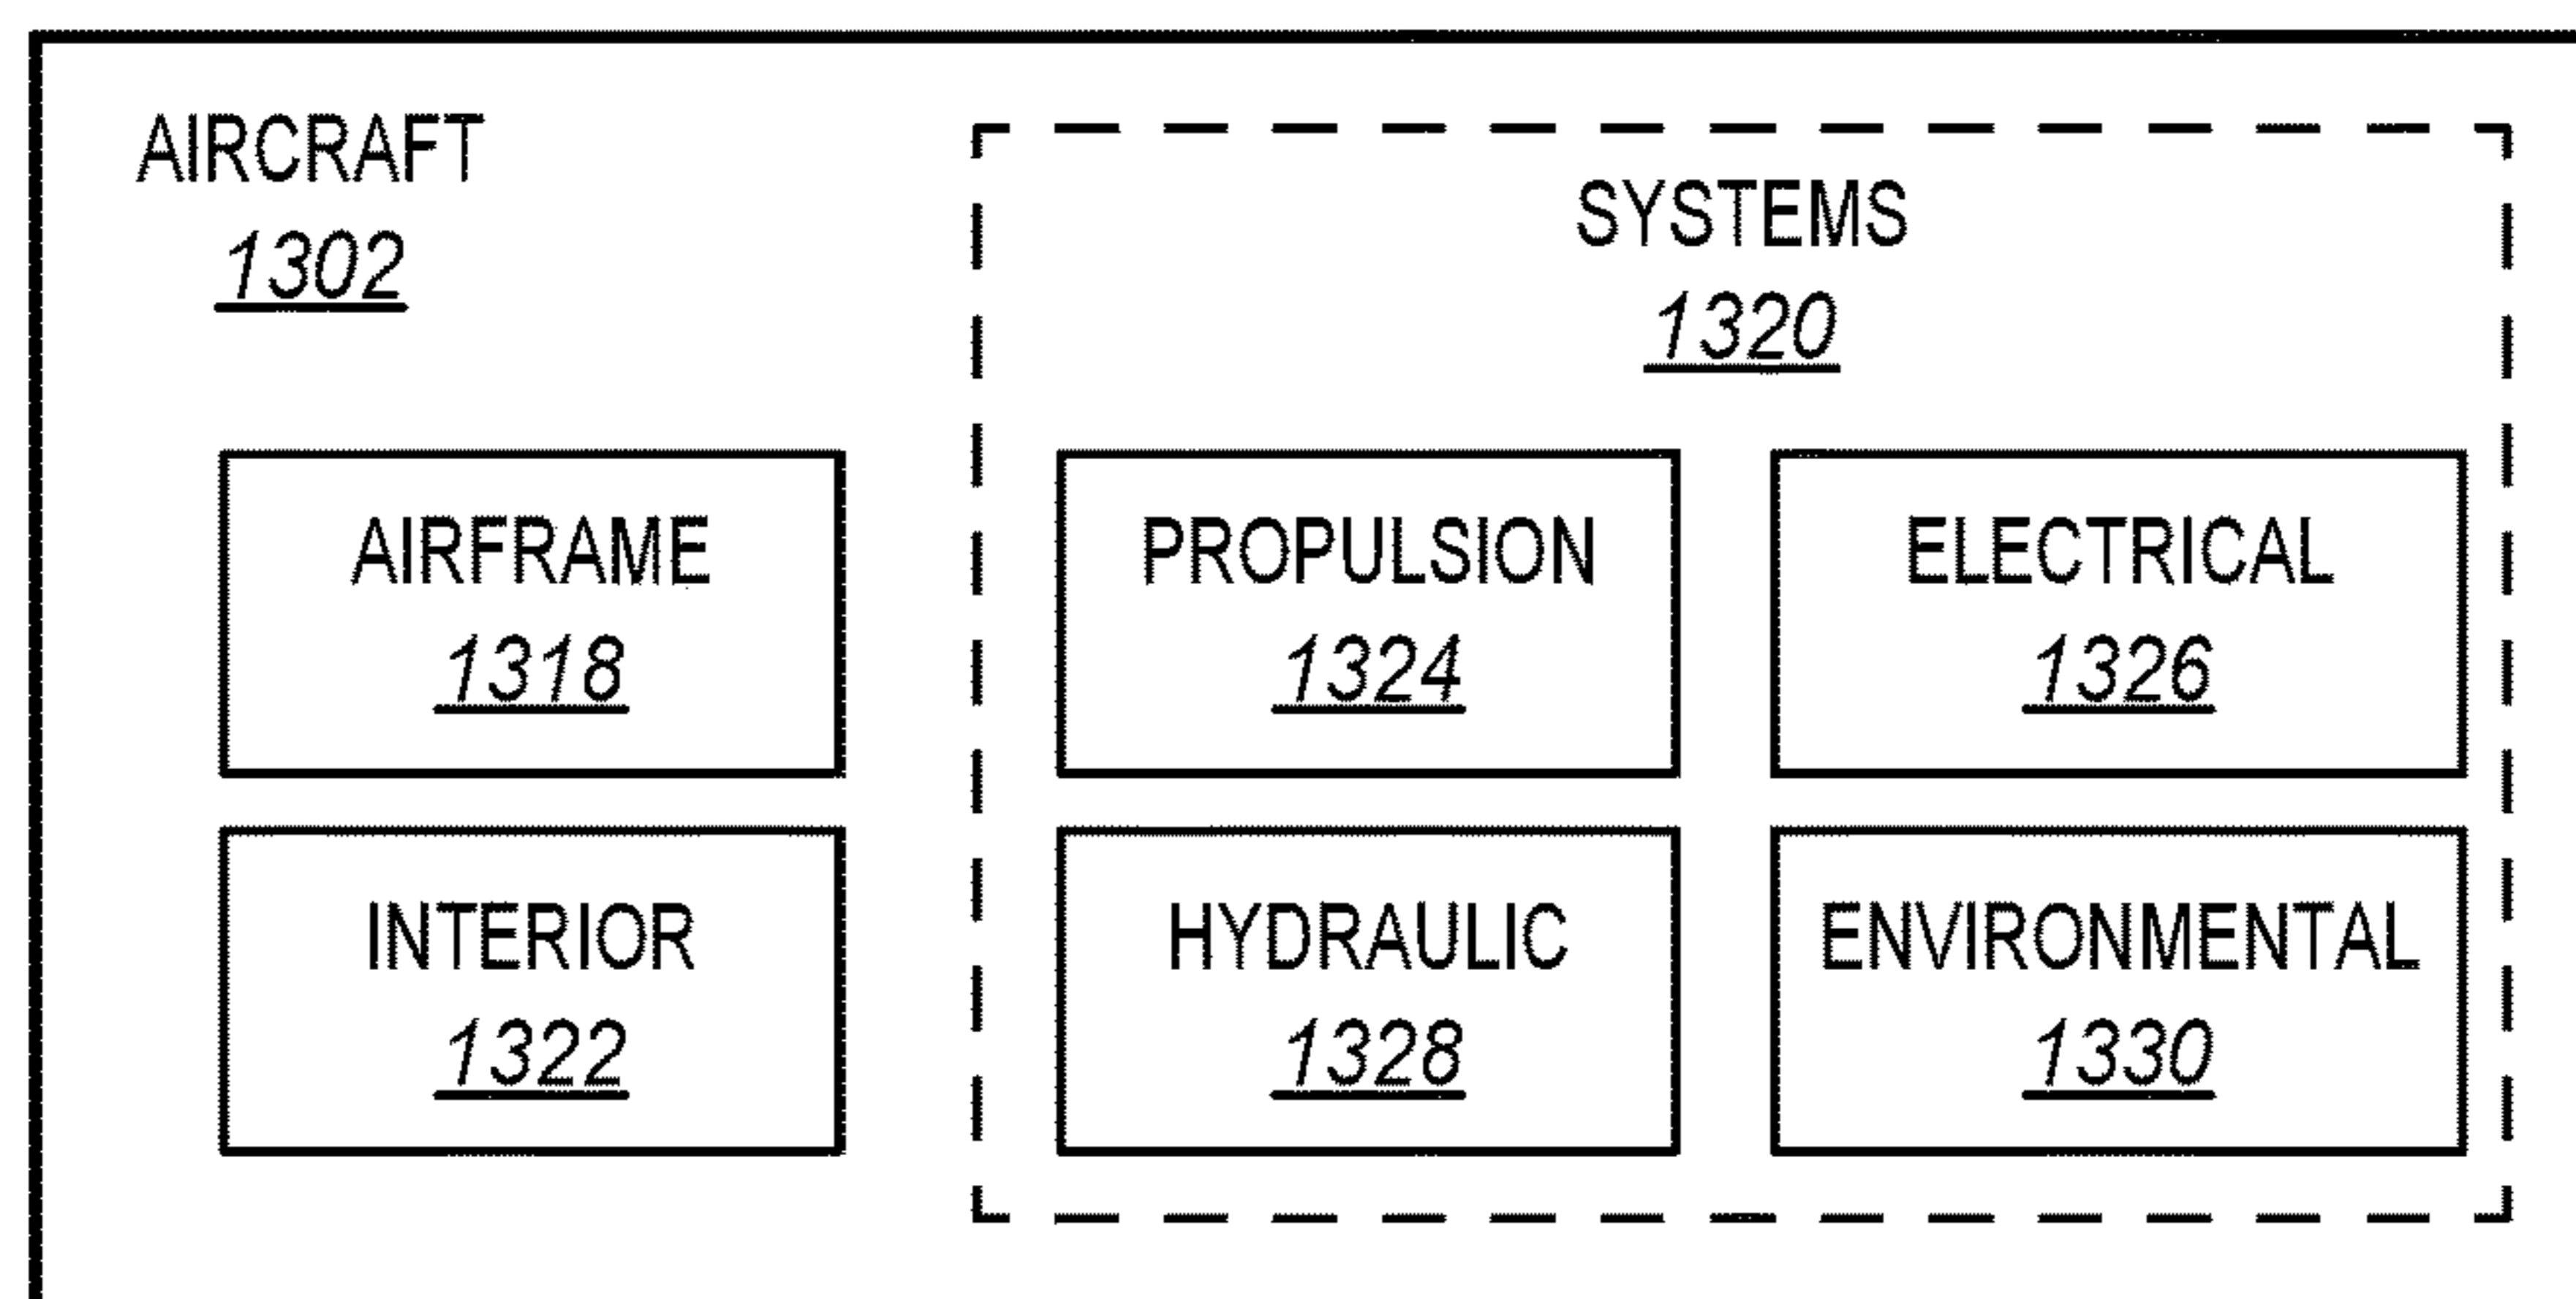 AIRCRAFT
1302
SYSTEMS
1320
AIRFRAME
1318
PROPULSION
1324
ELECTRICAL
1326
INTERIOR
1322
HYDRAULIC
1328
ENVIRONMENTAL
1330